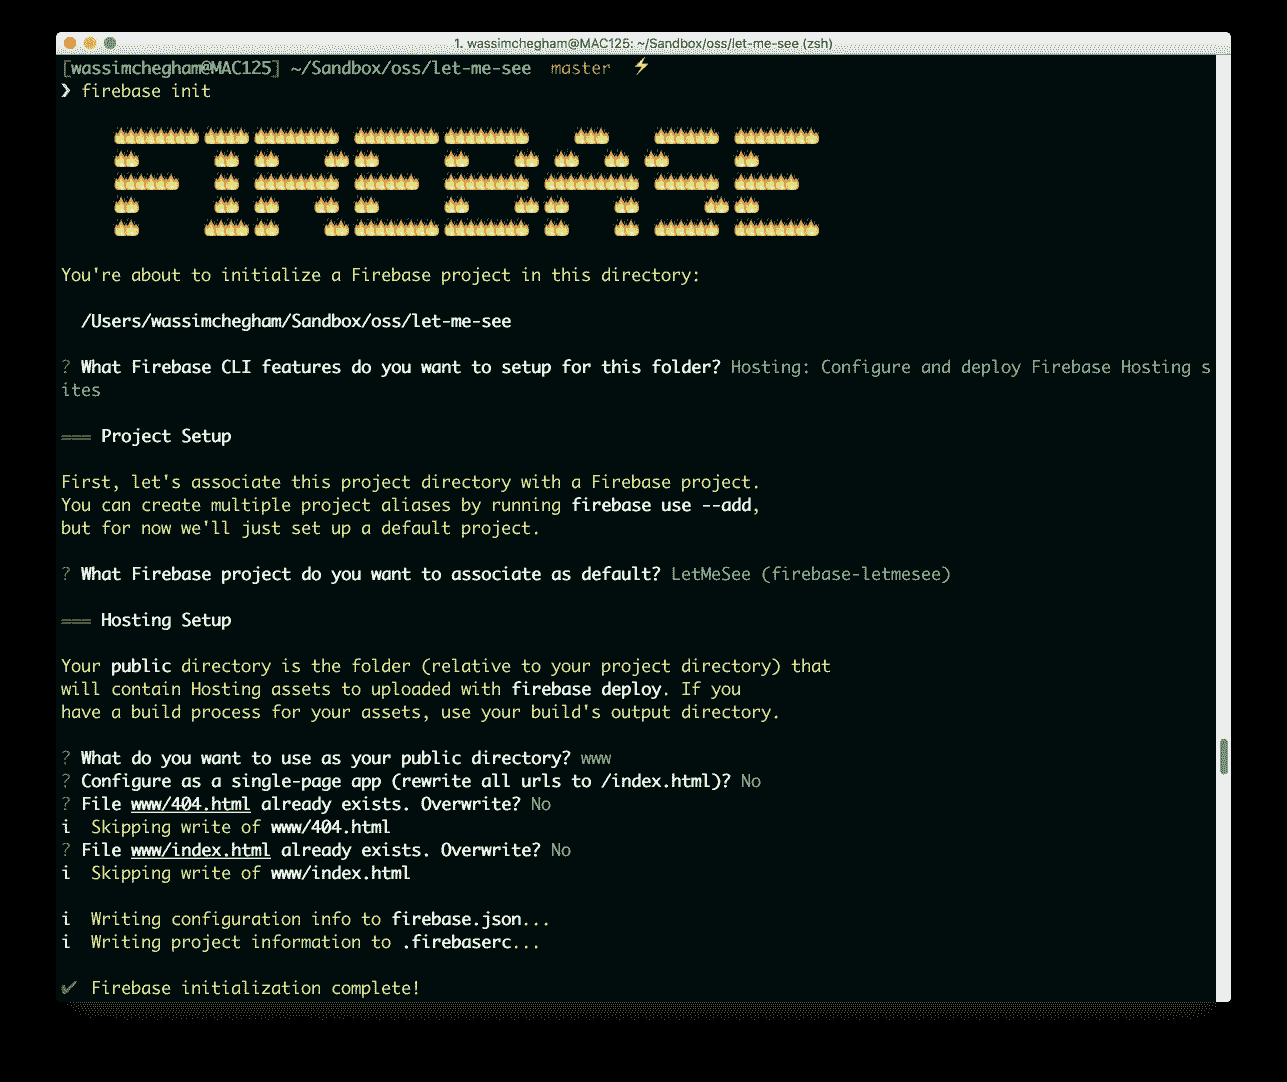 1. wassimchegham@MAC125: ~/Sandbox/oss/let-me-see (zsh)
[wassimchegham@MAC125] ~/Sandbox/oss/let-me-see  master ⚡
❯ firebase init
FIREBASE
You're about to initialize a Firebase project in this directory:
/Users/wassimchegham/Sandbox/oss/let-me-see
? What Firebase CLI features do you want to setup for this folder? Hosting: Configure and deploy Firebase Hosting s
ites
=== Project Setup
First, let's associate this project directory with a Firebase project.
You can create multiple project aliases by running firebase use --add,
but for now we'll just set up a default project.
? What Firebase project do you want to associate as default? LetMeSee (firebase-letmesee)
=== Hosting Setup
Your public directory is the folder (relative to your project directory) that
will contain Hosting assets to uploaded with firebase deploy. If you
have a build process for your assets, use your build's output directory.
? What do you want to use as your public directory? www
? Configure as a single-page app (rewrite all urls to /index.html)? No
? File www/404.html already exists. Overwrite? No
i  Skipping write of www/404.html
? File www/index.html already exists. Overwrite? No
i  Skipping write of www/index.html
i  Writing configuration info to firebase.json...
i  Writing project information to .firebaserc...
✔ Firebase initialization complete!